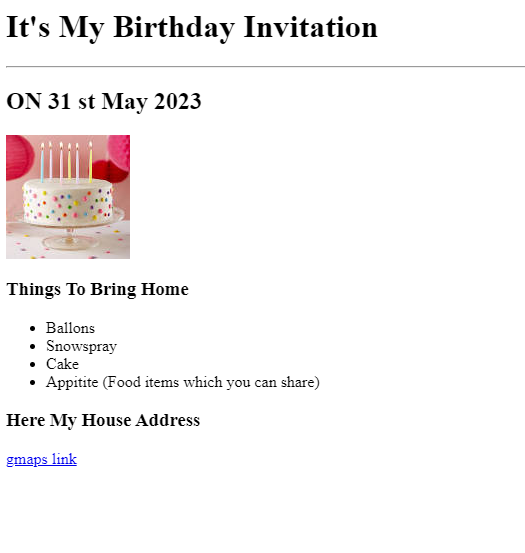 It's My Birthday Invitation
ON 31 st May 2023
Things To Bring Home
Ballons
Snowspray
Cake
Appitite (Food items which you can share)
Here My House Address
gmaps link